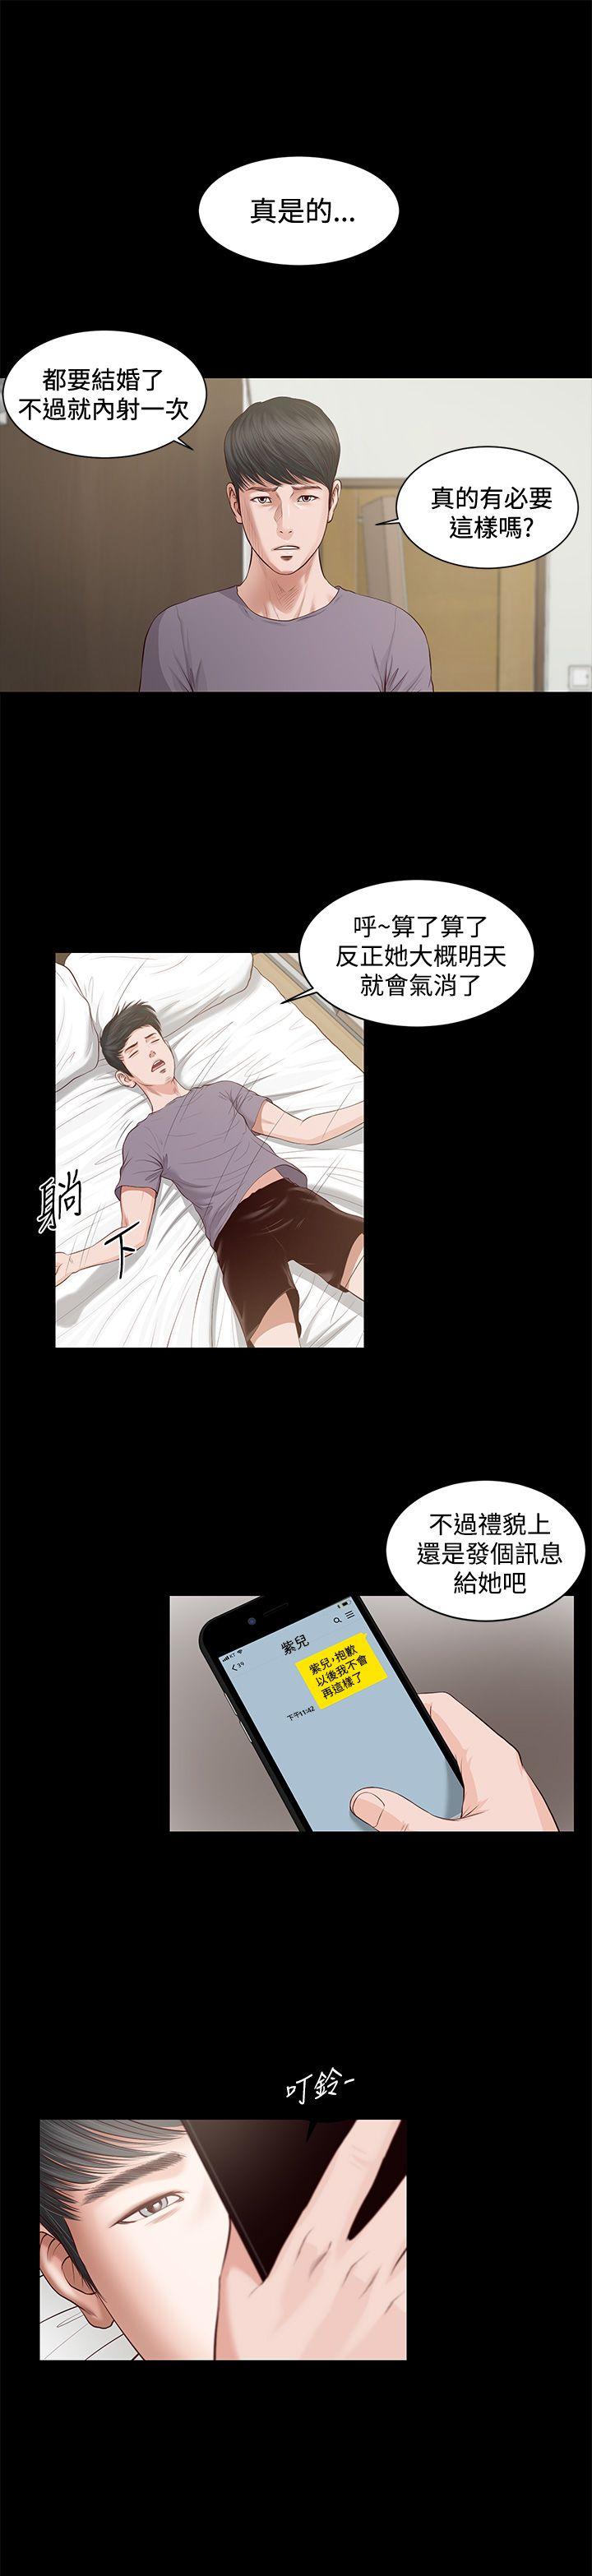 真是的...
都要結婚了
不過就內射一次
真的有必要
這樣嗎?
呼~算了算了
反正她大概明天
就會氣消了
躺
下
不過禮貌上
還是發個訊息
給她吧
KT
39
紫兒
紫兒,抱歉
以後我不會
再這樣了
下午11:42
叮鈴-